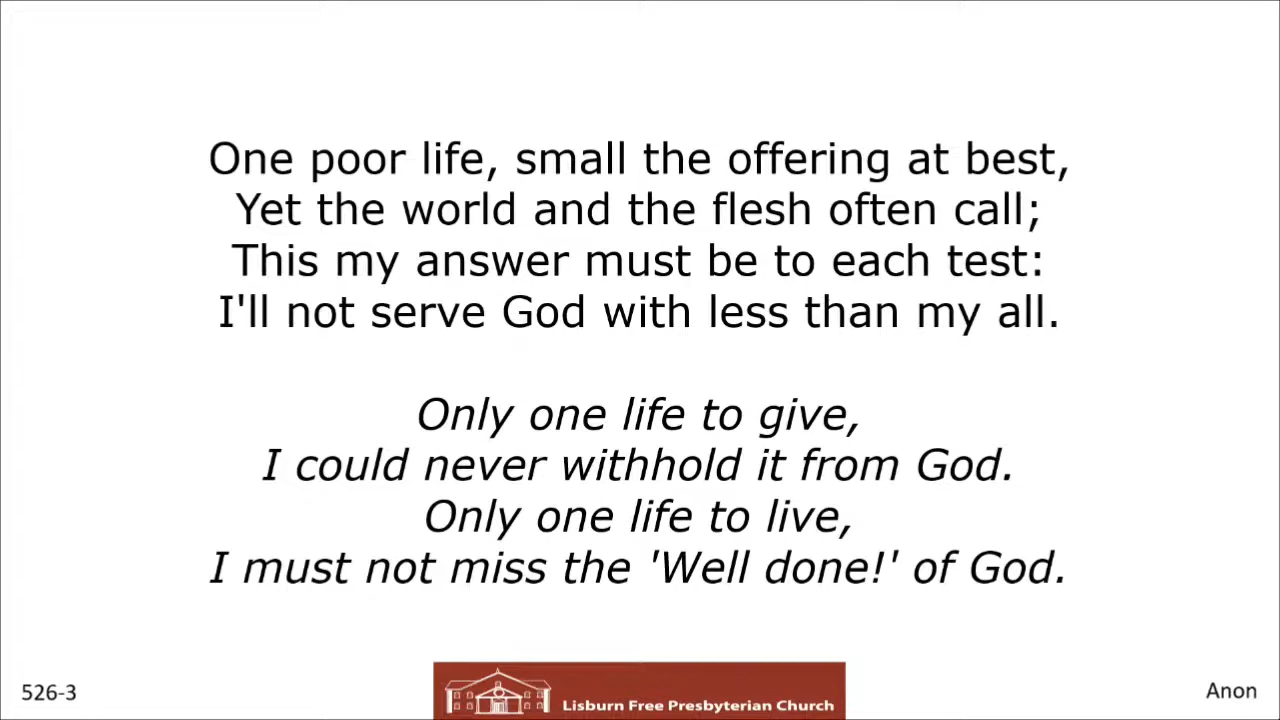 One poor life, small the offering at best,
Yet the world and the flesh often call;
This my answer must be to each test:
I'll not serve God with less than my all.
Only one life to give,
I could never withhold it from God.
Only one life to live,
I must not miss the 'Well done!' of God.
526-3
Lisburn Free Presbyterian Church
Anon